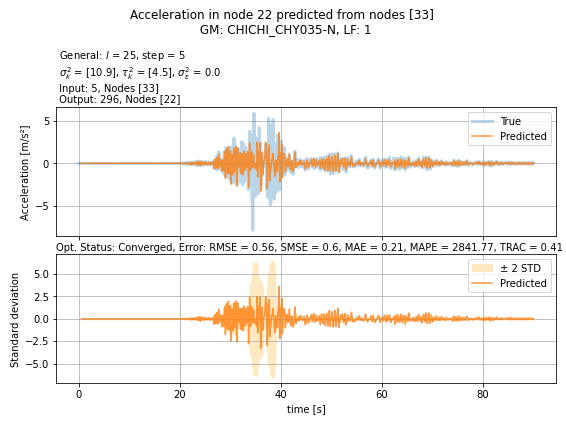 Acceleration in node 22 predicted from nodes [33]
GM: CHICHI_CHY035-N, LF: 1
General: l = 25, step = 5
σ²ₖ = [10.9], τ²ₖ = [4.5], σ²ε = 0.0
Input: 5, Nodes [33]
Output: 296, Nodes [22]
Acceleration [m/s²]
5
0
−5
True
Predicted
Opt. Status: Converged, Error: RMSE = 0.56, SMSE = 0.6, MAE = 0.21, MAPE = 2841.77, TRAC = 0.41
Standard deviation
5.0
2.5
0.0
−2.5
−5.0
± 2 STD
Predicted
0 20 40 60 80
time [s]